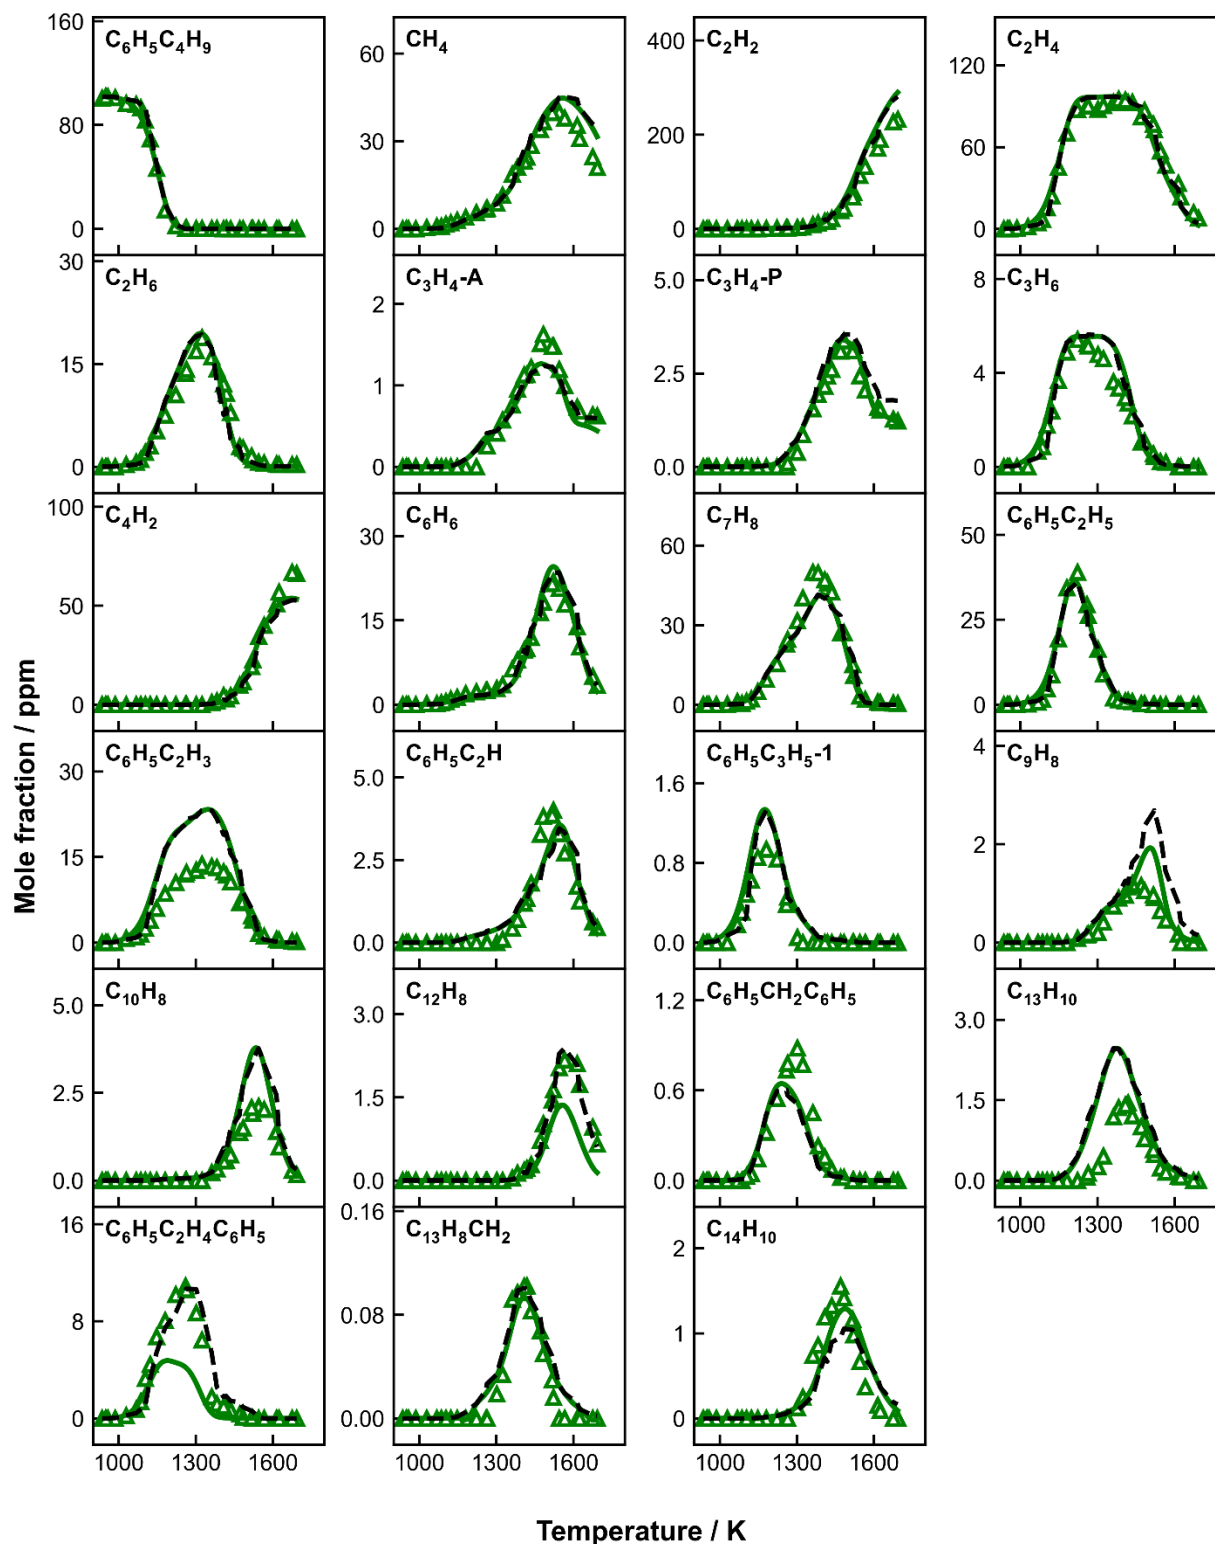 C₆H₅C₄H₉
CH₄
C₂H₂
C₂H₄
160
80
0
60
30
0
400
200
0
120
60
0
C₂H₆
C₃H₄-A
C₃H₄-P
C₃H₆
30
15
0
2
1
0
5.0
2.5
0.0
8
4
0
C₄H₂
C₆H₆
C₇H₈
C₆H₅C₂H₅
100
50
0
30
15
0
60
30
0
50
25
0
C₆H₅C₂H₃
C₆H₅C₂H
C₆H₅C₃H₅-1
C₉H₈
30
15
0
5.0
2.5
0.0
1.6
0.8
0.0
4
2
0
C₁₀H₈
C₁₂H₈
C₆H₅CH₂C₆H₅
C₁₃H₁₀
5.0
2.5
0.0
3.0
1.5
0.0
1.2
0.6
0.0
3.0
1.5
0.0
1000 1300 1600
C₆H₅C₂H₄C₆H₅
C₁₃H₈CH₂
C₁₄H₁₀
16
8
0
0.16
0.08
0.00
2
1
0
1000 1300 1600
1000 1300 1600
1000 1300 1600
Mole fraction / ppm
Temperature / K